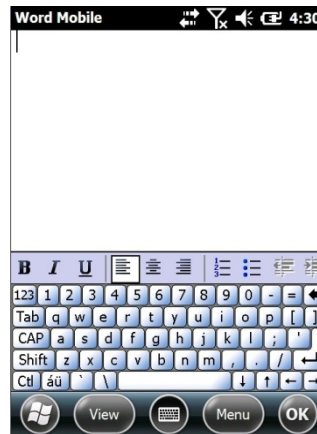 Word Mobile 4:30
B I U
123 1 2 3 4 5 6 7 8 9 0 - =
Tab q w e r t y u i o p [ ]
CAP a s d f g h j k l ; '
Shift z x c v b n m , . /
Ctl áü ` \
View Menu OK